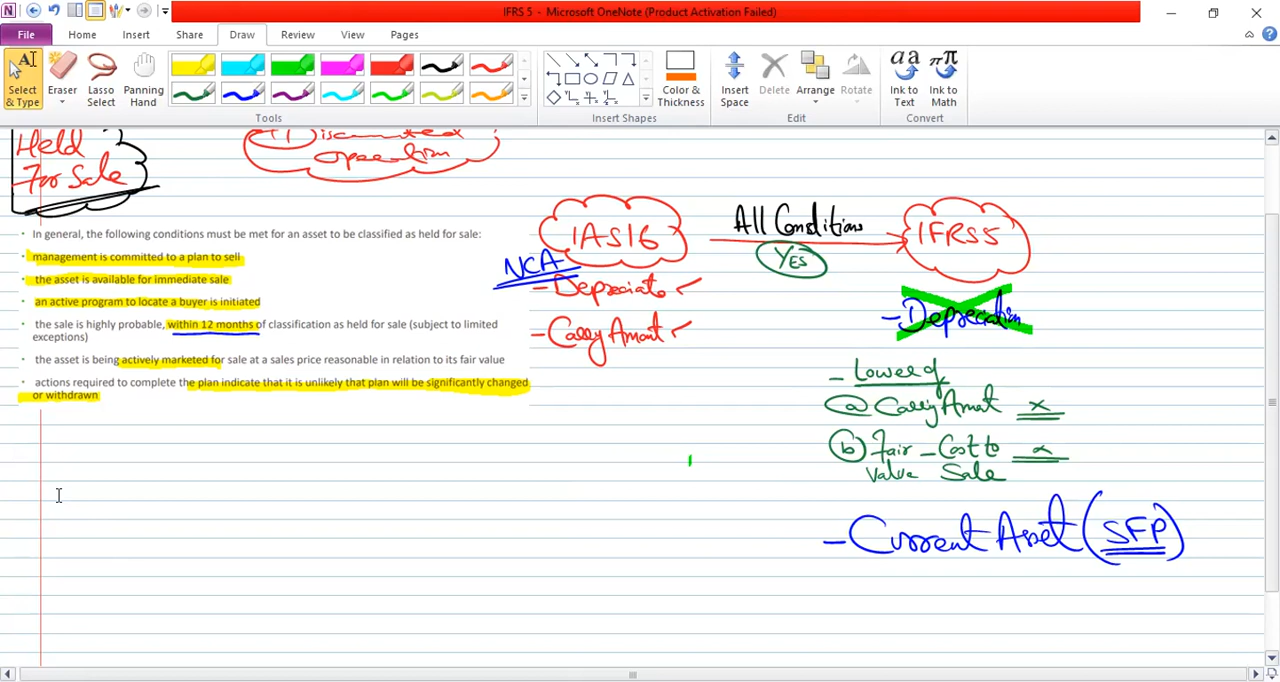 IFRS 5 - Microsoft OneNote (Product Activation Failed)
File Home Insert Share Draw Review View Pages
Select & Type
Eraser
Lasso Select
Panning Hand
Color & Thickness
Insert Space
Delete
Arrange
Rotate
Ink to Text
Ink to Math
Tools
Insert Shapes
Edit
Convert
Held
For Sale
(1) Discounted
operation
• In general, the following conditions must be met for an asset to be classified as held for sale:
• management is committed to a plan to sell
• the asset is available for immediate sale
• an active program to locate a buyer is initiated
• the sale is highly probable, within 12 months of classification as held for sale (subject to limited
exceptions)
• the asset is being actively marketed for sale at a sales price reasonable in relation to its fair value
• actions required to complete the plan indicate that it is unlikely that plan will be significantly changed
or withdrawn
IAS16
NCA
- Depreciate ✓
- Carry Amant ✓
All Conditions
YES
IFRS5
- Depreciation
- Lower of
(a) Carry Amat x
(b) Fair - Cost to x
Value Sale
- Current Asset (SFP)